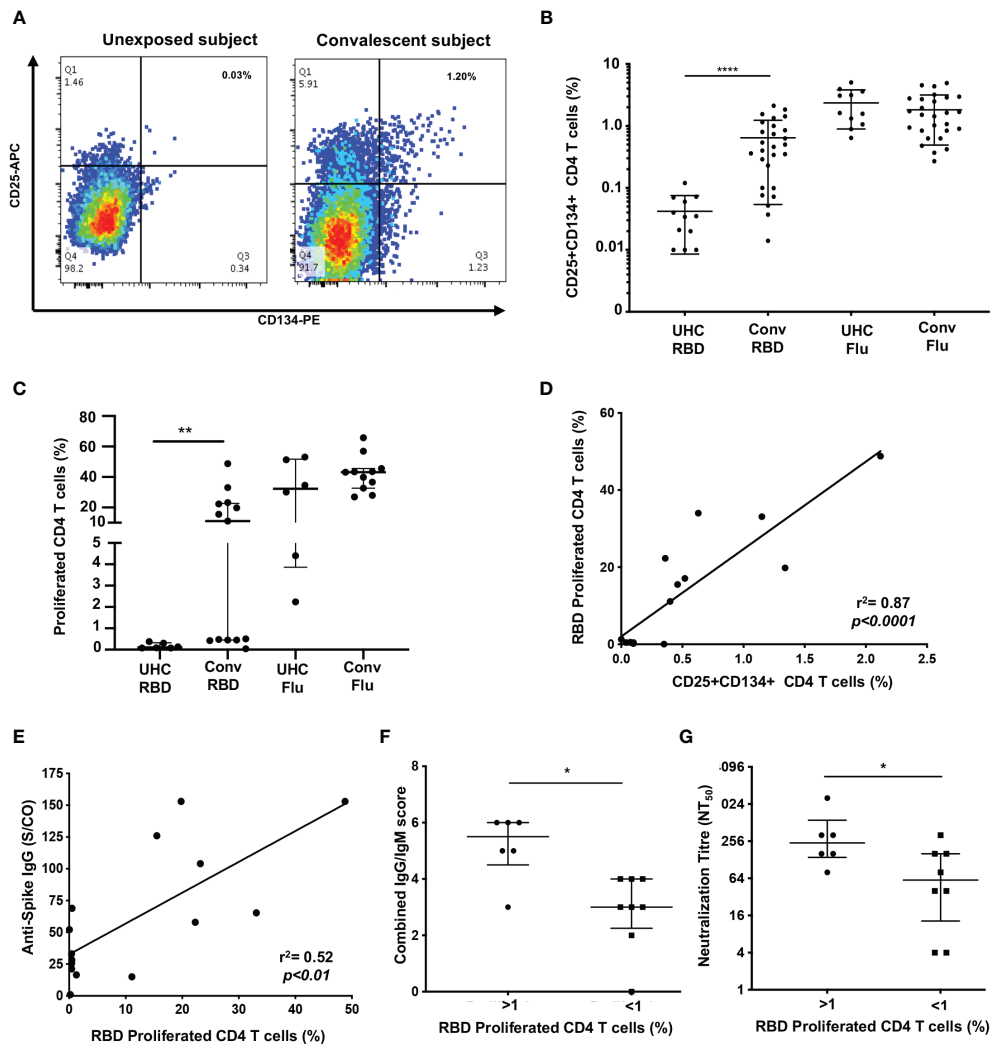 A
Unexposed subject
Convalescent subject
Q1
1.46
0.03%
Q4
98.2
Q3
0.34
Q1
5.91
1.20%
Q4
91.7
Q3
1.23
CD25-APC
CD134-PE
B
CD25+CD134+ CD4 T cells (%)
10
1.0
0.1
0.01
0
****
UHC
RBD
Conv
RBD
UHC
Flu
Conv
Flu
C
Proliferated CD4 T cells (%)
80
60
40
20
10
5
4
3
2
1
0
**
UHC
RBD
Conv
RBD
UHC
Flu
Conv
Flu
D
RBD Proliferated CD4 T cells (%)
60
40
20
0
r²= 0.87
p<0.0001
0.0 0.5 1.0 1.5 2.0 2.5
CD25+CD134+ CD4 T cells (%)
E
Anti-Spike IgG (S/CO)
175
150
125
100
75
50
25
0
r²= 0.52
p<0.01
0 10 20 30 40 50
RBD Proliferated CD4 T cells (%)
F
Combined IgG/IgM score
8
6
4
2
0
*
>1 <1
RBD Proliferated CD4 T cells (%)
G
Neutralization Titre (NT50)
096
024
256
64
16
4
1
*
>1 <1
RBD Proliferated CD4 T cells (%)